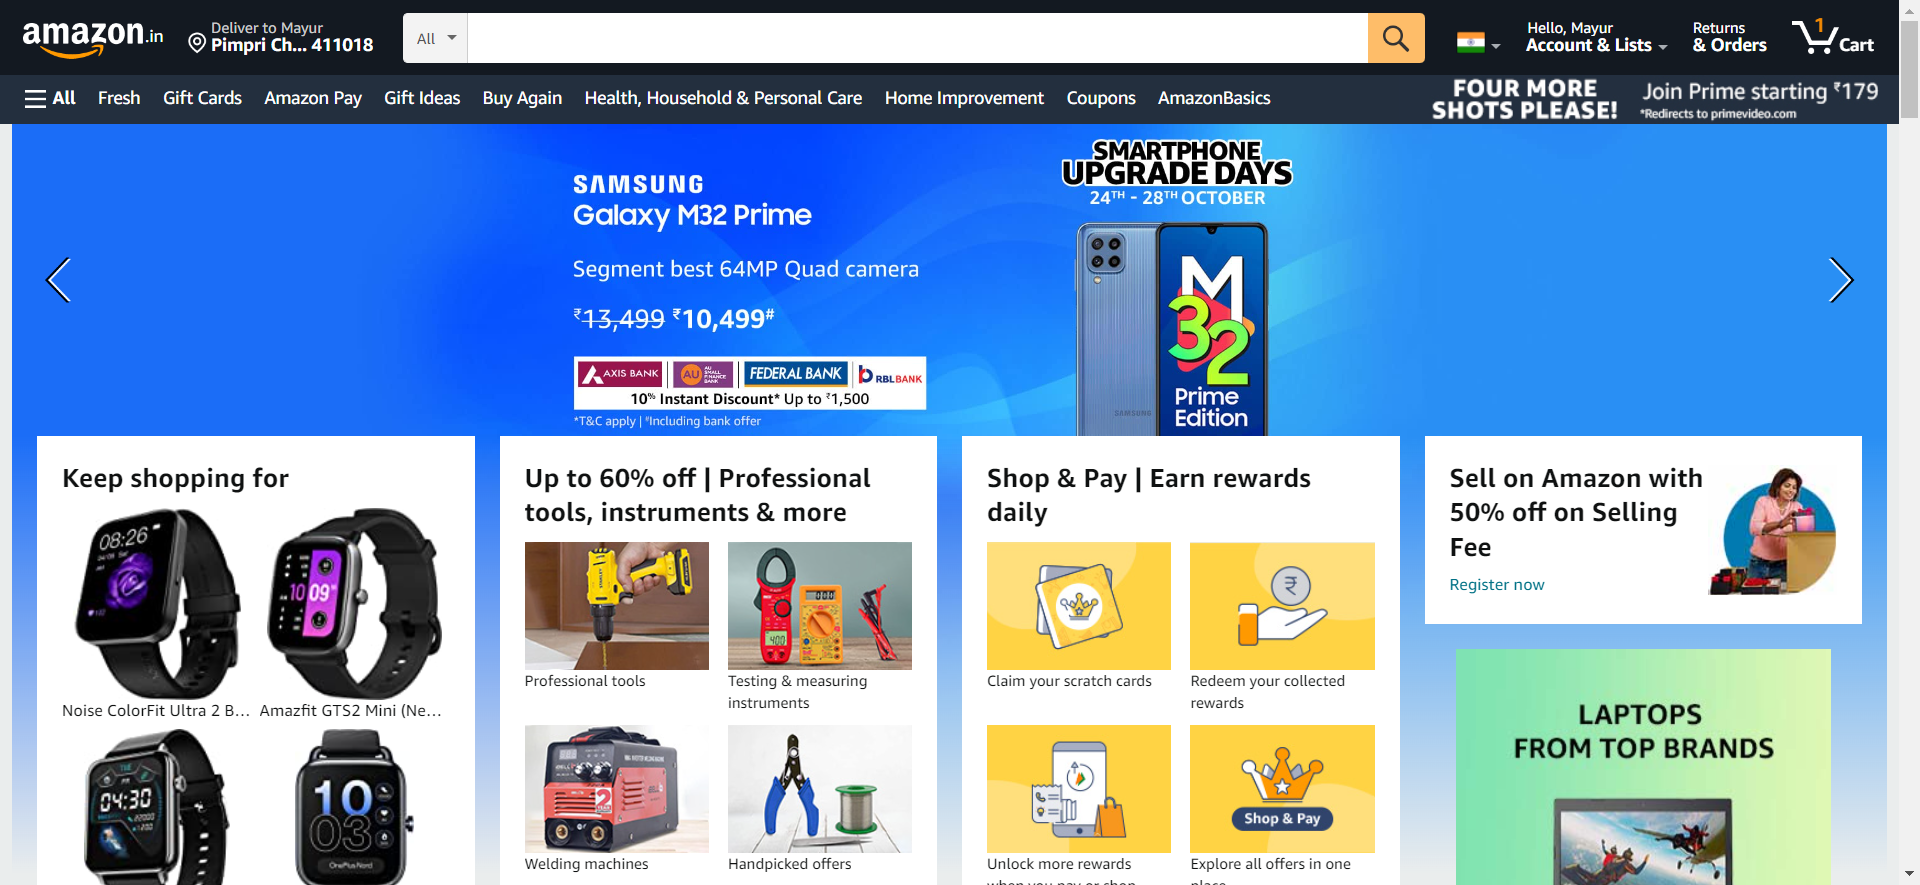 amazon.in
Deliver to Mayur
Pimpri Ch... 411018
All
Hello, Mayur
Account & Lists
Returns
& Orders
1
Cart
All
Fresh
Gift Cards
Amazon Pay
Gift Ideas
Buy Again
Health, Household & Personal Care
Home Improvement
Coupons
AmazonBasics
FOUR MORE
SHOTS PLEASE!
Join Prime starting ₹179
*Redirects to primevideo.com
SAMSUNG
Galaxy M32 Prime
Segment best 64MP Quad camera
₹13,499 ₹10,499#
AXIS BANK
AU SMALL FINANCE BANK
FEDERAL BANK
RBLBANK
10% Instant Discount* Up to ₹1,500
*T&C apply | #Including bank offer
SMARTPHONE
UPGRADE DAYS
24TH - 28TH OCTOBER
SAMSUNG
M
32
Prime
Edition
Keep shopping for
08:26
10:09
Noise ColorFit Ultra 2 B...
Amazfit GTS2 Mini (Ne...
TUE
04:30
10
03
OnePlus Nord
Up to 60% off | Professional
tools, instruments & more
STANLEY
Professional tools
Testing & measuring
instruments
Welding machines
Handpicked offers
Shop & Pay | Earn rewards
daily
Claim your scratch cards
₹
Redeem your collected
rewards
Unlock more rewards
when you pay or shop
Shop & Pay
Explore all offers in one
place
Sell on Amazon with
50% off on Selling
Fee
Register now
LAPTOPS
FROM TOP BRANDS